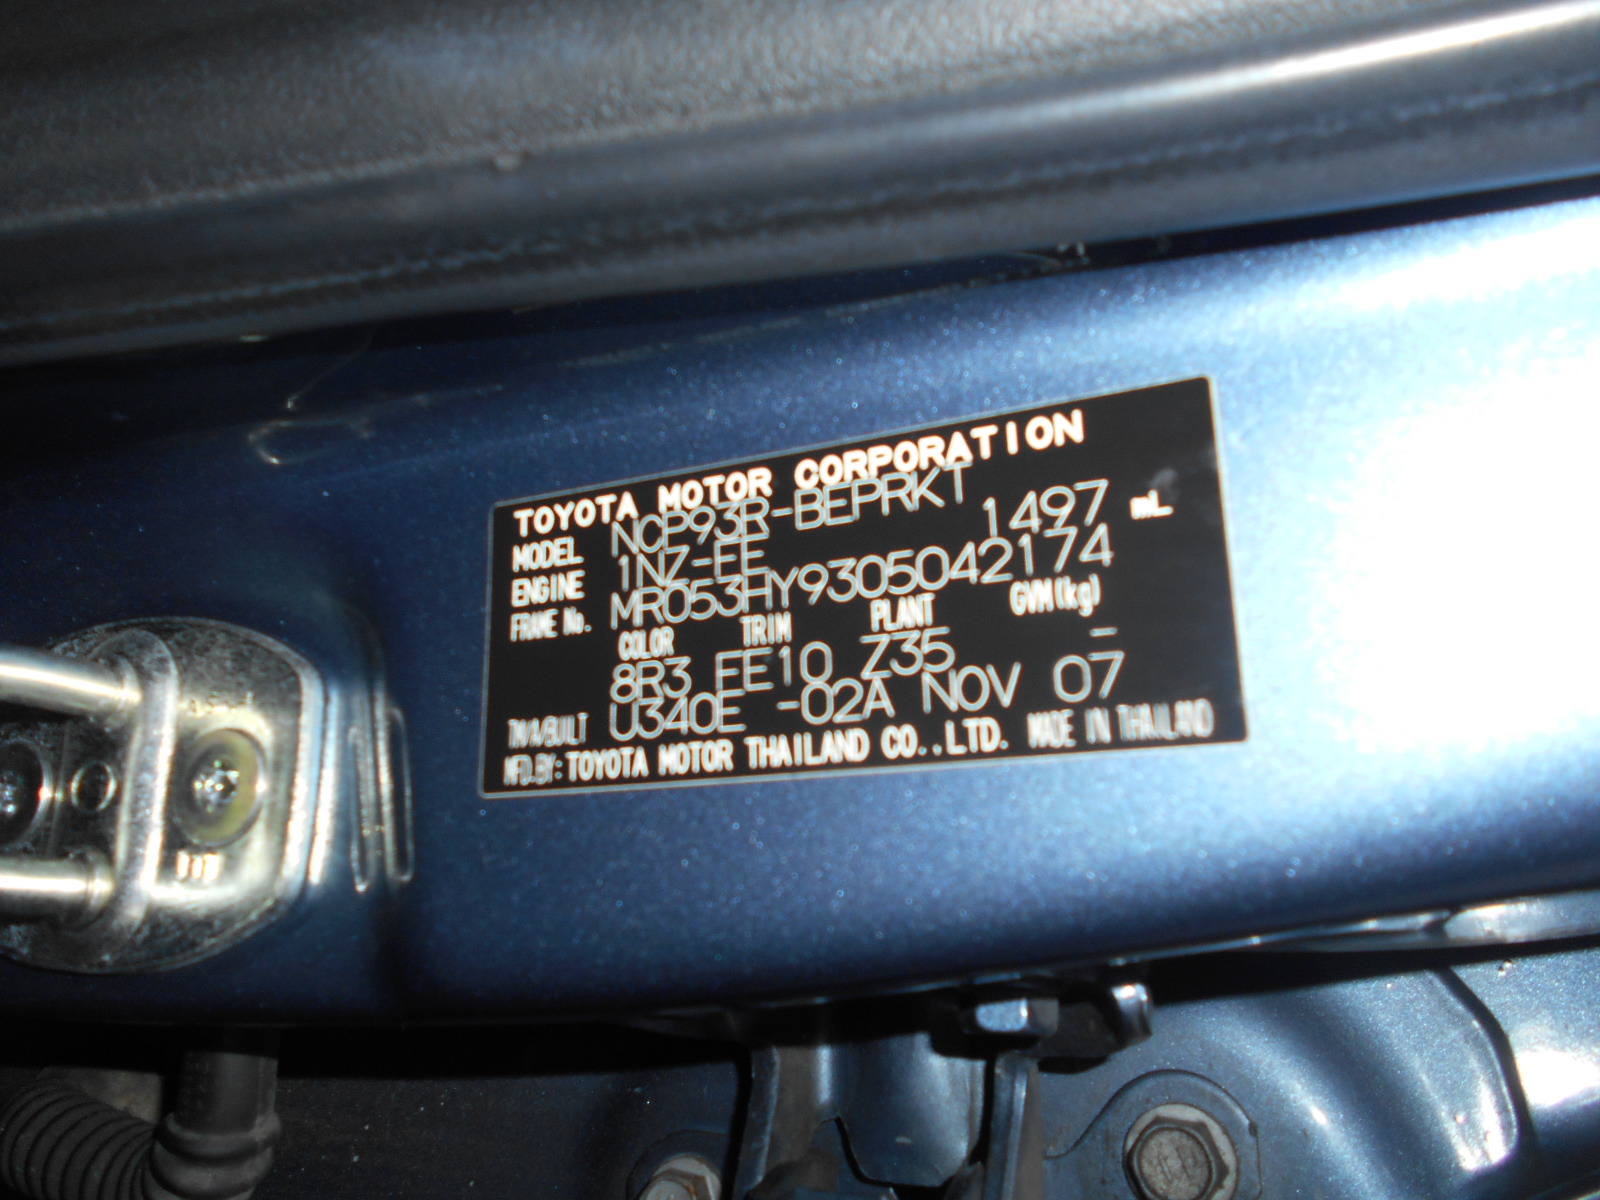 TOYOTA MOTOR CORPORATION
MODEL NCP93R-BEPRKT
ENGINE 1NZ-FE 1497 mL
FRAME No. MR053HY9305042174
COLOR TRIM PLANT GVM(kg)
8R3 FE10 Z35 -
TM/A/BUILT U340E -02A NOV 07
MFD.BY: TOYOTA MOTOR THAILAND CO.,LTD. MADE IN THAILAND